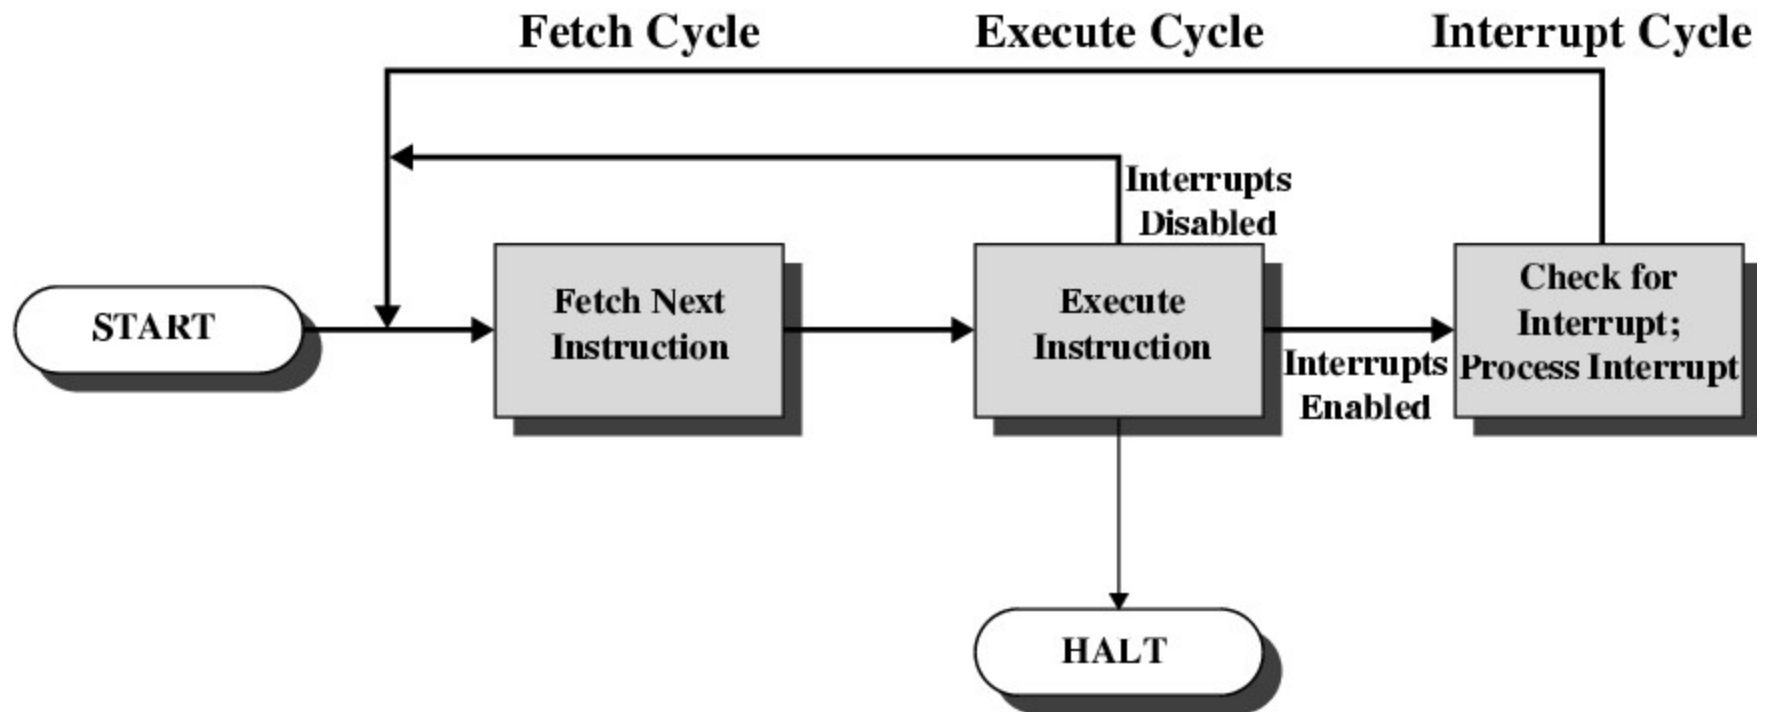 Fetch Cycle
Execute Cycle
Interrupt Cycle
Interrupts
Disabled
START
Fetch Next
Instruction
Execute
Instruction
Interrupts
Enabled
Check for
Interrupt;
Process Interrupt
HALT